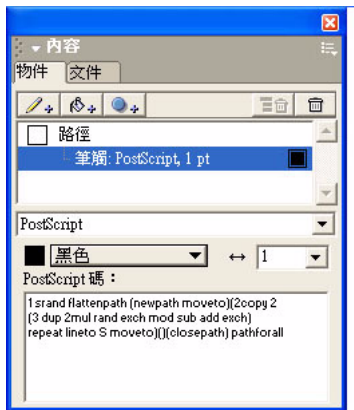 內容
物件 文件
路徑
筆觸: PostScript, 1 pt
PostScript
黑色 1
PostScript 碼：
1 srand flattenpath (newpath moveto)(2copy 2
(3 dup 2mul rand exch mod sub add exch)
repeat lineto S moveto)()(closepath) pathforall